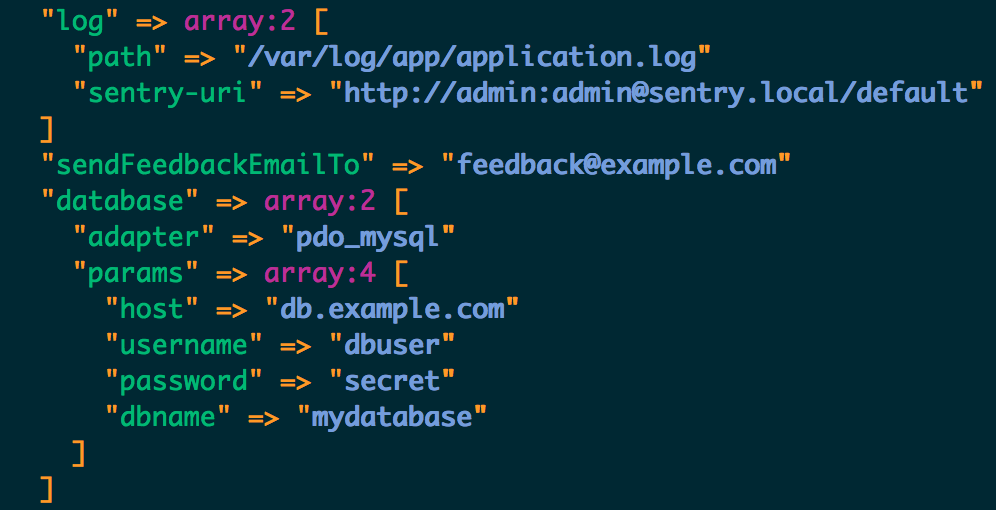 "log" => array:2 [
"path" => "/var/log/app/application.log"
"sentry-uri" => "http://admin:admin@sentry.local/default"
]
"sendFeedbackEmailTo" => "feedback@example.com"
"database" => array:2 [
"adapter" => "pdo_mysql"
"params" => array:4 [
"host" => "db.example.com"
"username" => "dbuser"
"password" => "secret"
"dbname" => "mydatabase"
]
]